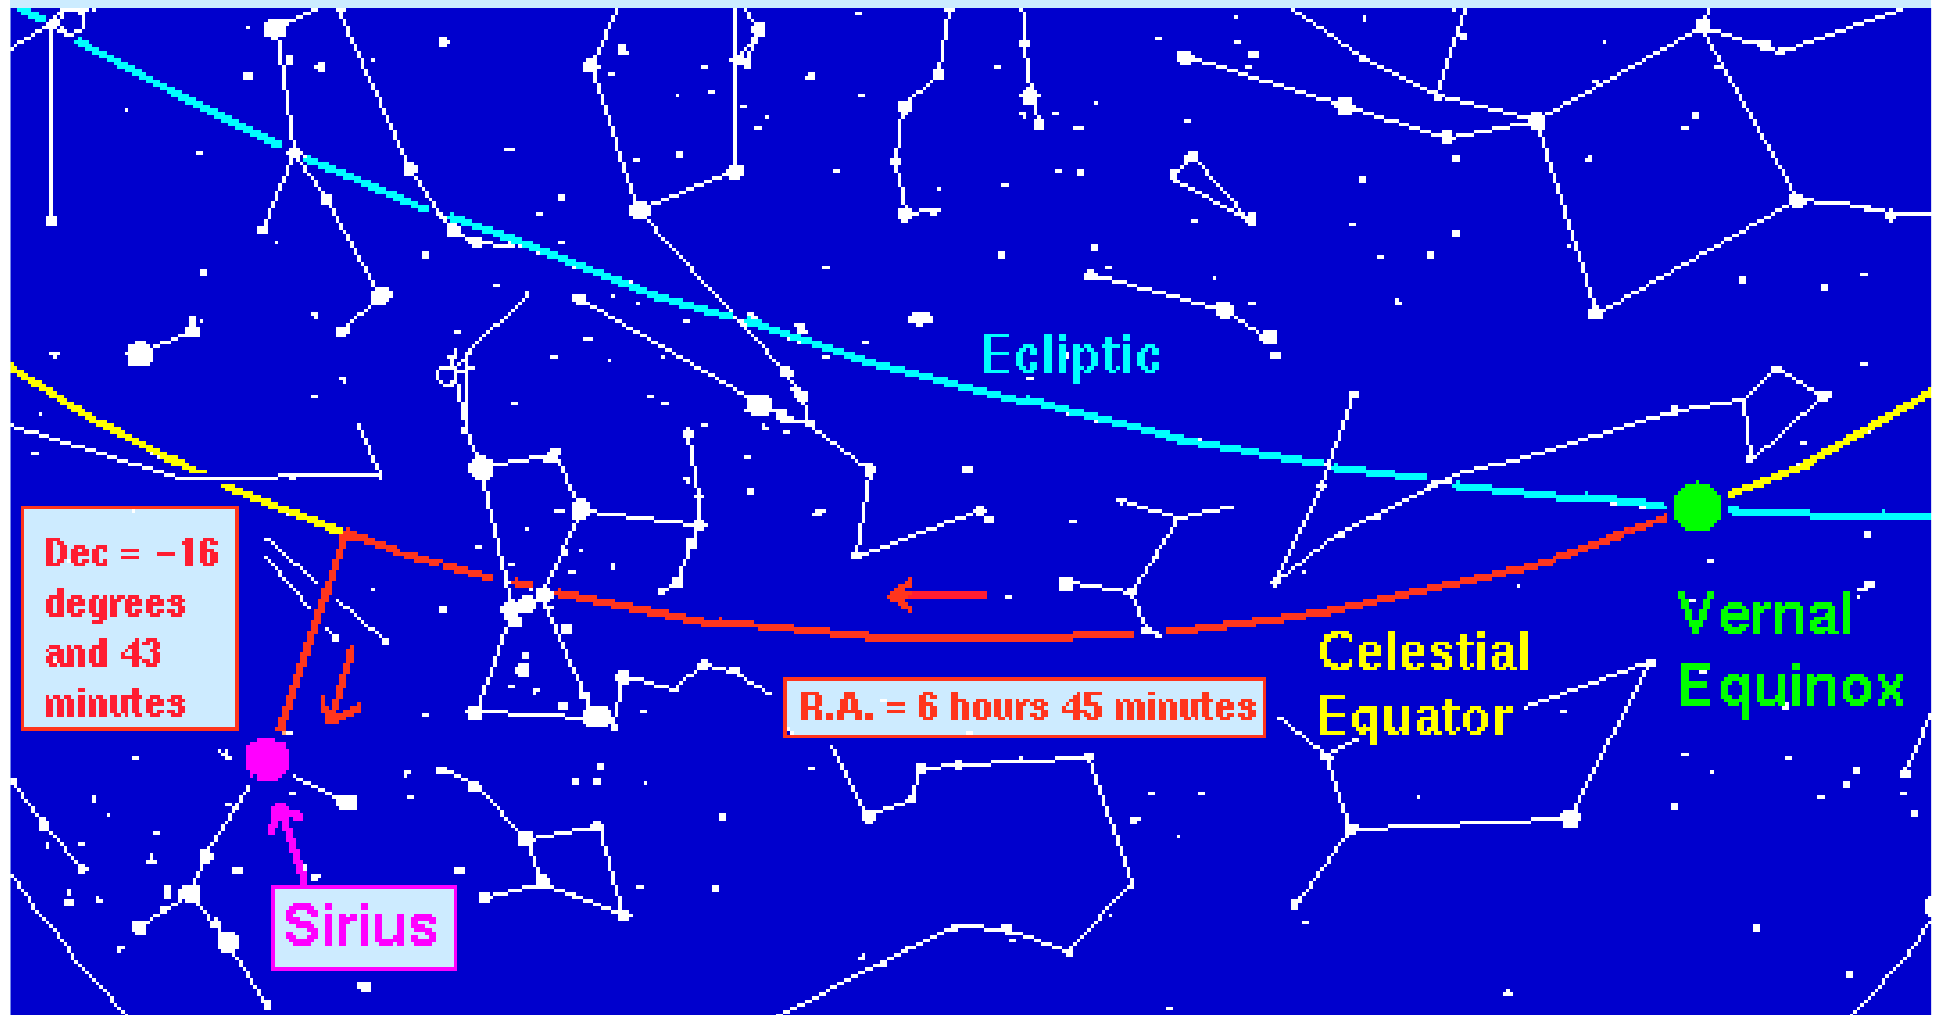 Ecliptic
Dec = -16
degrees
and 43
minutes
Vernal
Equinox
Celestial
Equator
R.A. = 6 hours 45 minutes
Sirius